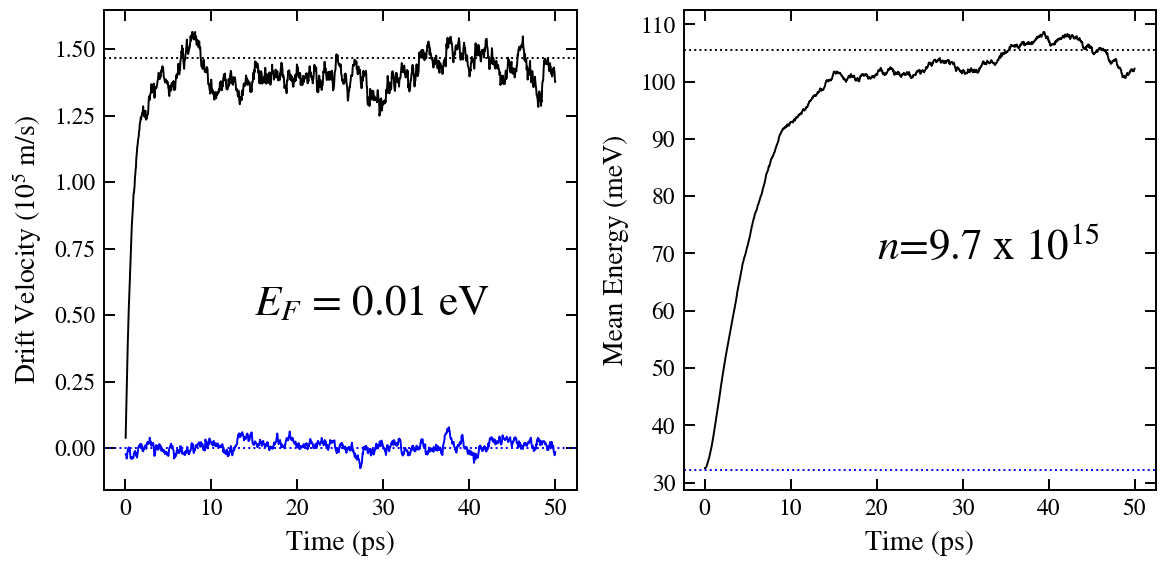 Drift Velocity (10⁵ m/s)
1.50
1.25
1.00
0.75
0.50
0.25
0.00
E_F = 0.01 eV
0 10 20 30 40 50
Time (ps)
Mean Energy (meV)
110
100
90
80
70
60
50
40
30
n=9.7 x 10¹⁵
0 10 20 30 40 50
Time (ps)